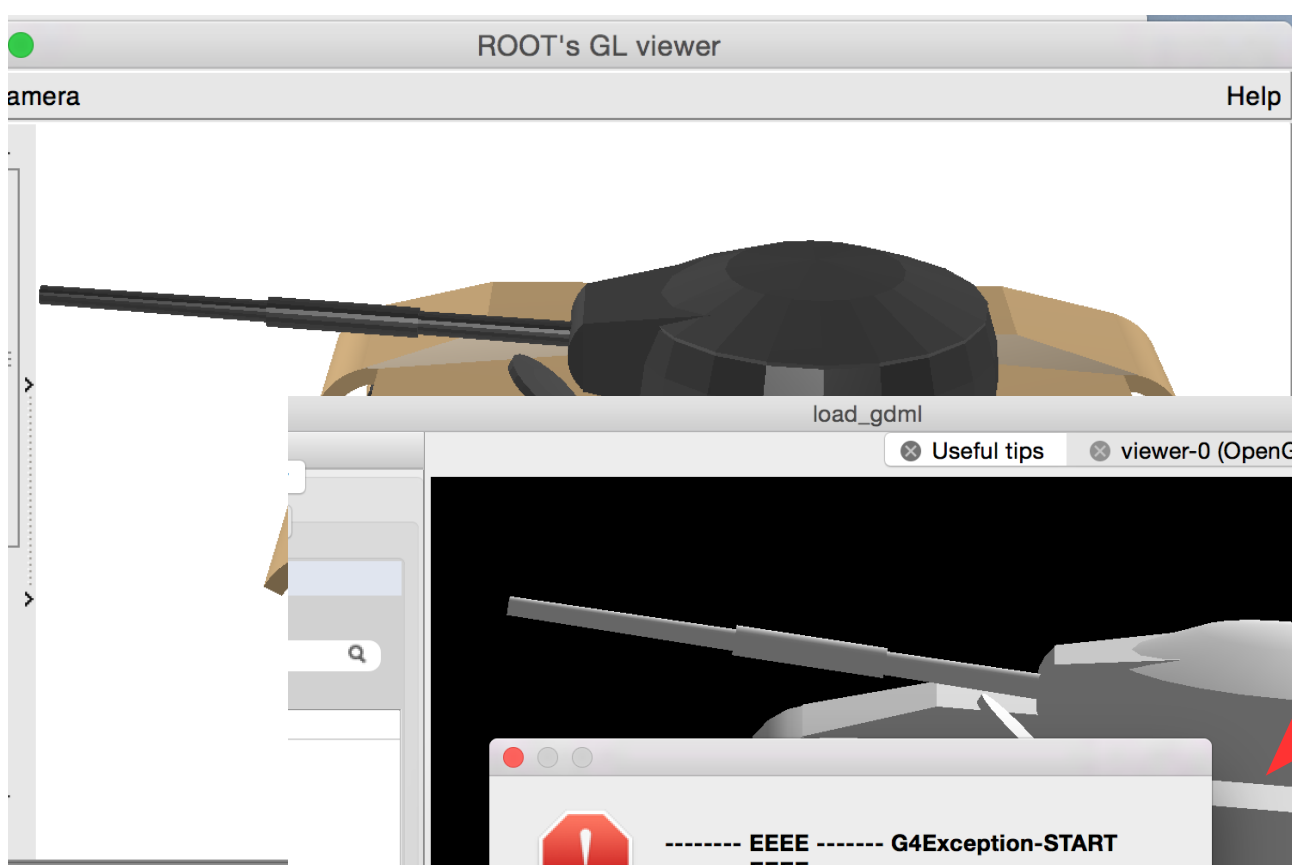 ROOT's GL viewer
amera
Help
load_gdml
Useful tips
viewer-0 (OpenG
-------- EEEE ------- G4Exception-START